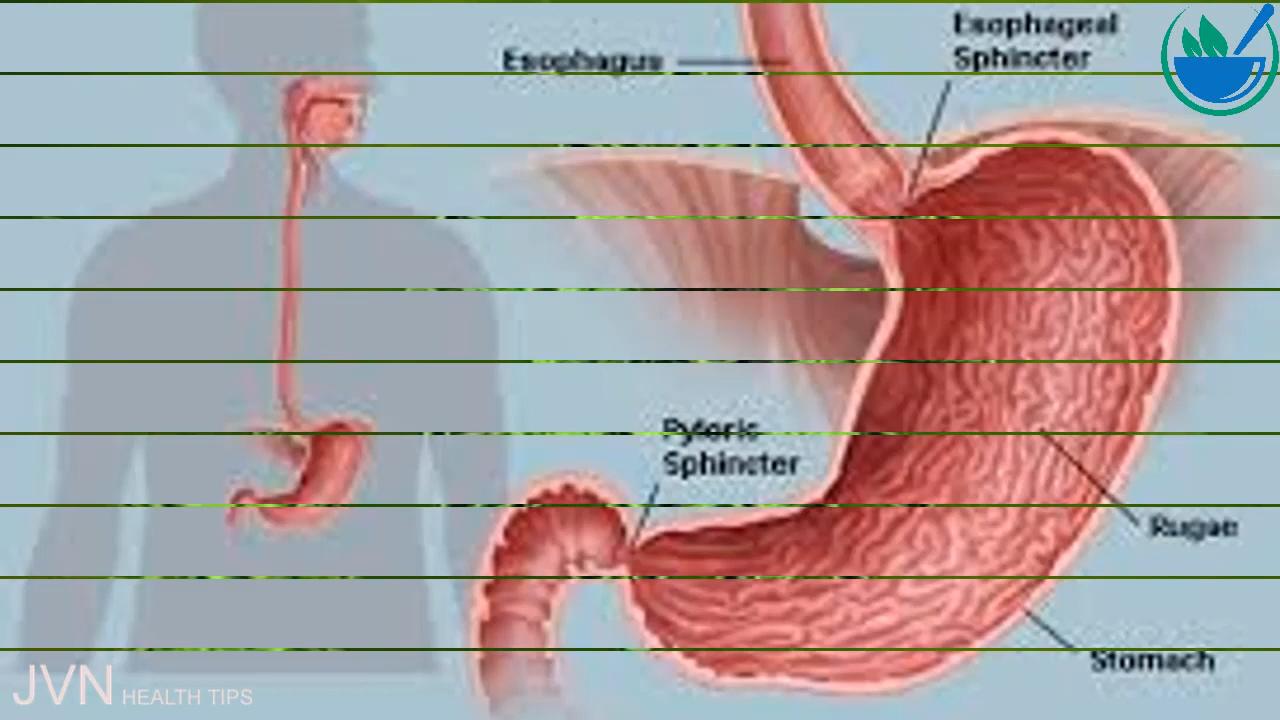 Esophagus
Esophageal
Sphincter
Pyloric
Sphincter
Rugae
Stomach
JVN HEALTH TIPS